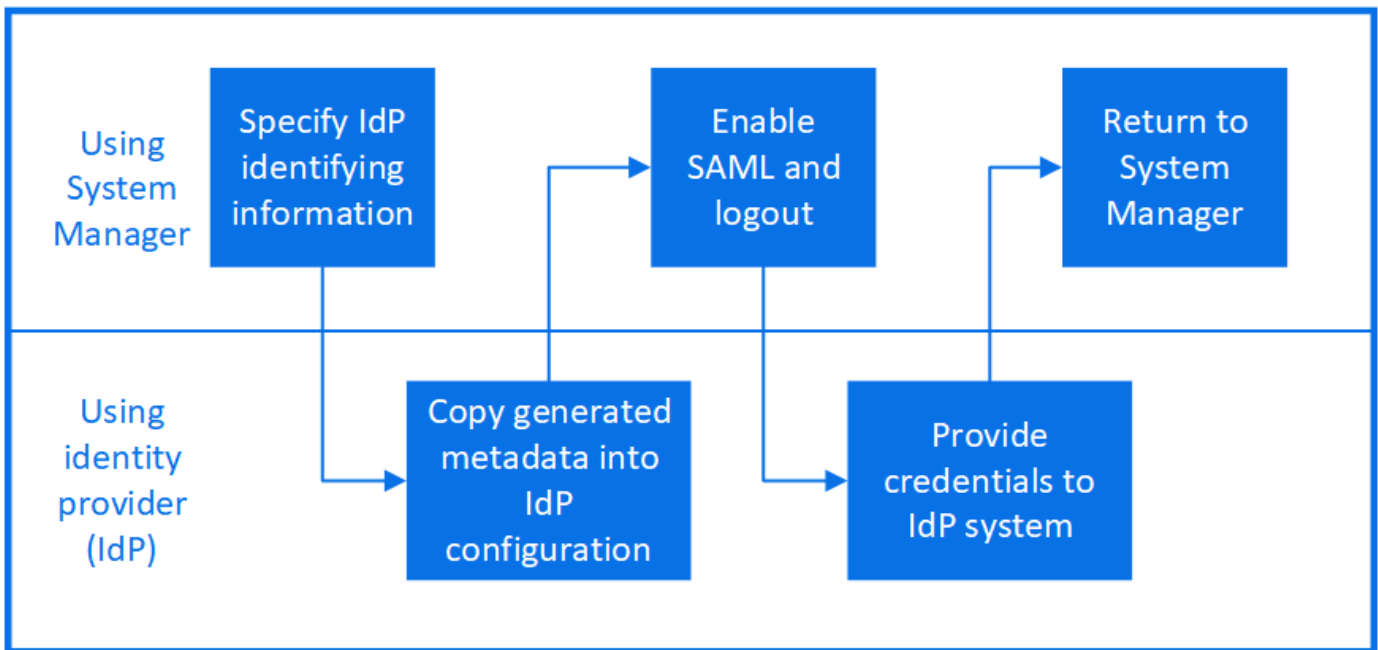 Using
System
Manager
Specify IdP
identifying
information
Enable
SAML and
logout
Return to
System
Manager
Using
identity
provider
(IdP)
Copy generated
metadata into
IdP
configuration
Provide
credentials to
IdP system